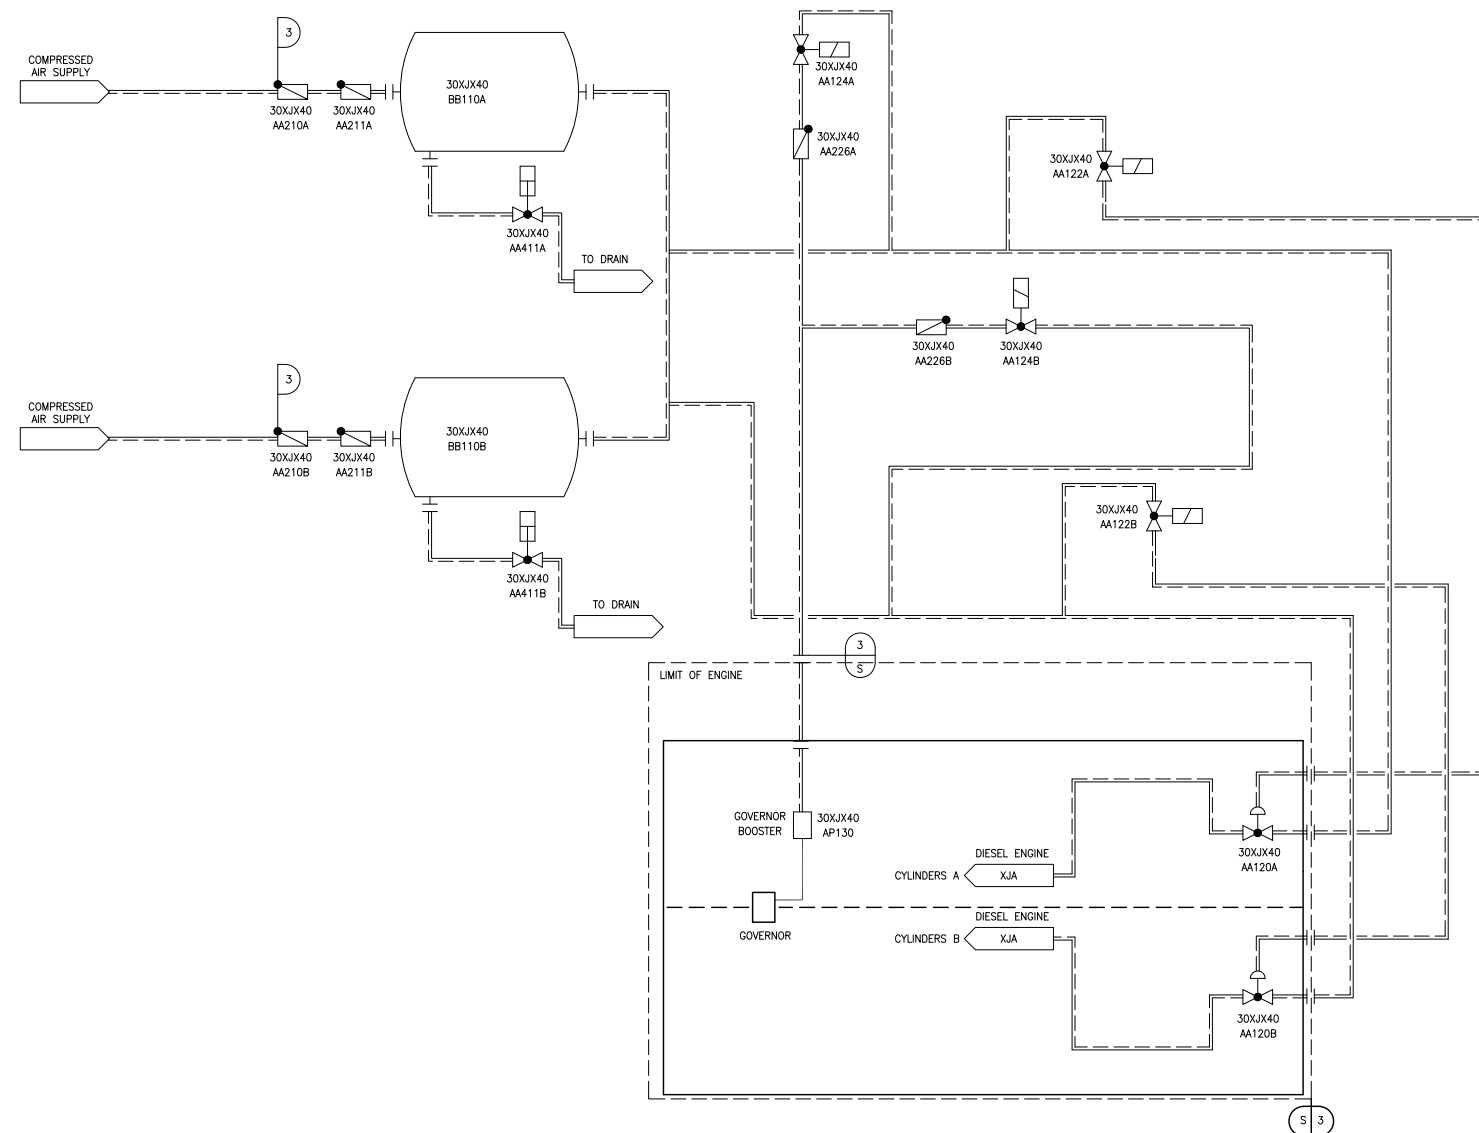 3
COMPRESSED
AIR SUPPLY
30XJX40
AA210A
30XJX40
AA211A
30XJX40
BB110A
30XJX40
AA411A
TO DRAIN
30XJX40
AA124A
30XJX40
AA226A
30XJX40
AA122A
30XJX40
AA226B
30XJX40
AA124B
3
COMPRESSED
AIR SUPPLY
30XJX40
AA210B
30XJX40
AA211B
30XJX40
BB110B
30XJX40
AA411B
TO DRAIN
30XJX40
AA122B
3
S
LIMIT OF ENGINE
GOVERNOR
BOOSTER
30XJX40
AP130
GOVERNOR
DIESEL ENGINE
CYLINDERS A
XJA
DIESEL ENGINE
CYLINDERS B
XJA
30XJX40
AA120A
30XJX40
AA120B
S 3